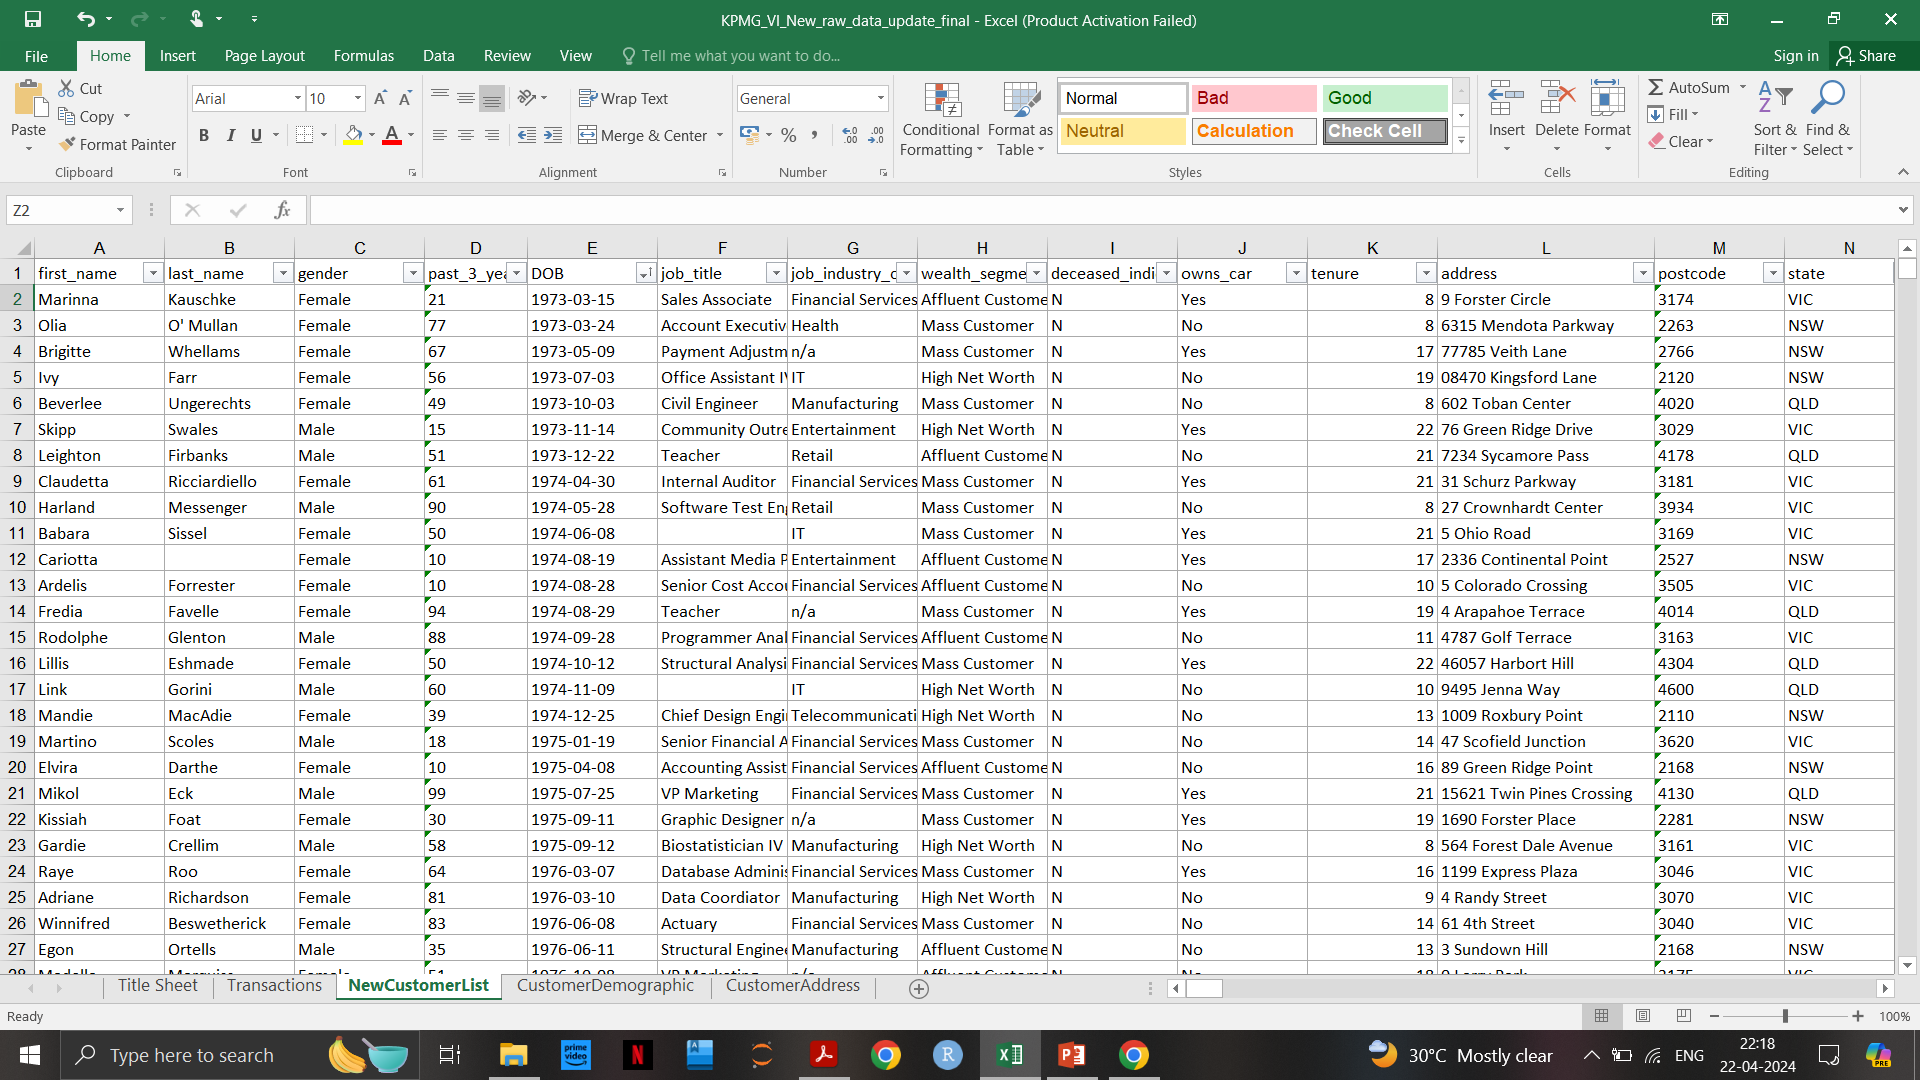 KPMG_VI_New_raw_data_update_final - Excel (Product Activation Failed)
File Home Insert Page Layout Formulas Data Review View Tell me what you want to do... Sign in Share
Cut
Copy
Format Painter
Paste
Clipboard
Arial 10
B I U
Font
Wrap Text
Merge & Center
Alignment
General
Number
Conditional Formatting
Format as Table
Normal Bad Good
Neutral Calculation Check Cell
Styles
Insert Delete Format
Cells
AutoSum
Fill
Clear
Sort & Filter
Find & Select
Editing
Z2
A B C D E F G H I J K L M N
1 first_name last_name gender past_3_yea DOB job_title job_industry_c wealth_segme deceased_indi owns_car tenure address postcode state
2 Marinna Kauschke Female 21 1973-03-15 Sales Associate Financial Services Affluent Custome N Yes 8 9 Forster Circle 3174 VIC
3 Olia O' Mullan Female 77 1973-03-24 Account Executiv Health Mass Customer N No 8 6315 Mendota Parkway 2263 NSW
4 Brigitte Whellams Female 67 1973-05-09 Payment Adjustm n/a Mass Customer N Yes 17 77785 Veith Lane 2766 NSW
5 Ivy Farr Female 56 1973-07-03 Office Assistant IV IT High Net Worth N No 19 08470 Kingsford Lane 2120 NSW
6 Beverlee Ungerechts Female 49 1973-10-03 Civil Engineer Manufacturing Mass Customer N No 8 602 Toban Center 4020 QLD
7 Skipp Swales Male 15 1973-11-14 Community Outre Entertainment High Net Worth N Yes 22 76 Green Ridge Drive 3029 VIC
8 Leighton Firbanks Male 51 1973-12-22 Teacher Retail Affluent Custome N No 21 7234 Sycamore Pass 4178 QLD
9 Claudetta Ricciardiello Female 61 1974-04-30 Internal Auditor Financial Services Mass Customer N Yes 21 31 Schurz Parkway 3181 VIC
10 Harland Messenger Male 90 1974-05-28 Software Test Eng Retail Mass Customer N No 8 27 Crownhardt Center 3934 VIC
11 Babara Sissel Female 50 1974-06-08 IT Mass Customer N Yes 21 5 Ohio Road 3169 VIC
12 Cariotta Female 10 1974-08-19 Assistant Media P Entertainment Affluent Custome N Yes 17 2336 Continental Point 2527 NSW
13 Ardelis Forrester Female 10 1974-08-28 Senior Cost Accou Financial Services Affluent Custome N No 10 5 Colorado Crossing 3505 VIC
14 Fredia Favelle Female 94 1974-08-29 Teacher n/a Mass Customer N Yes 19 4 Arapahoe Terrace 4014 QLD
15 Rodolphe Glenton Male 88 1974-09-28 Programmer Anal Financial Services Affluent Custome N No 11 4787 Golf Terrace 3163 VIC
16 Lillis Eshmade Female 50 1974-10-12 Structural Analysi Financial Services Mass Customer N Yes 22 46057 Harbort Hill 4304 QLD
17 Link Gorini Male 60 1974-11-09 IT High Net Worth N No 10 9495 Jenna Way 4600 QLD
18 Mandie MacAdie Female 39 1974-12-25 Chief Design Engi Telecommunicati High Net Worth N No 13 1009 Roxbury Point 2110 NSW
19 Martino Scoles Male 18 1975-01-19 Senior Financial A Financial Services Mass Customer N No 14 47 Scofield Junction 3620 VIC
20 Elvira Darthe Female 10 1975-04-08 Accounting Assist Financial Services Affluent Custome N No 16 89 Green Ridge Point 2168 NSW
21 Mikol Eck Male 99 1975-07-25 VP Marketing Financial Services Mass Customer N Yes 21 15621 Twin Pines Crossing 4130 QLD
22 Kissiah Foat Female 30 1975-09-11 Graphic Designer n/a Mass Customer N Yes 19 1690 Forster Place 2281 NSW
23 Gardie Crellim Male 58 1975-09-12 Biostatistician IV Manufacturing High Net Worth N No 8 564 Forest Dale Avenue 3161 VIC
24 Raye Roo Female 64 1976-03-07 Database Adminis Financial Services Mass Customer N Yes 16 1199 Express Plaza 3046 VIC
25 Adriane Richardson Female 81 1976-03-10 Data Coordiator Manufacturing High Net Worth N No 9 4 Randy Street 3070 VIC
26 Winnifred Beswetherick Female 83 1976-06-08 Actuary Financial Services Mass Customer N No 14 61 4th Street 3040 VIC
27 Egon Ortells Male 35 1976-06-11 Structural Enginee Manufacturing Affluent Custome N No 13 3 Sundown Hill 2168 NSW
Title Sheet Transactions NewCustomerList CustomerDemographic CustomerAddress
Ready 100%
Type here to search prime video N R 30°C Mostly clear ENG 22:18
22-04-2024 PRE